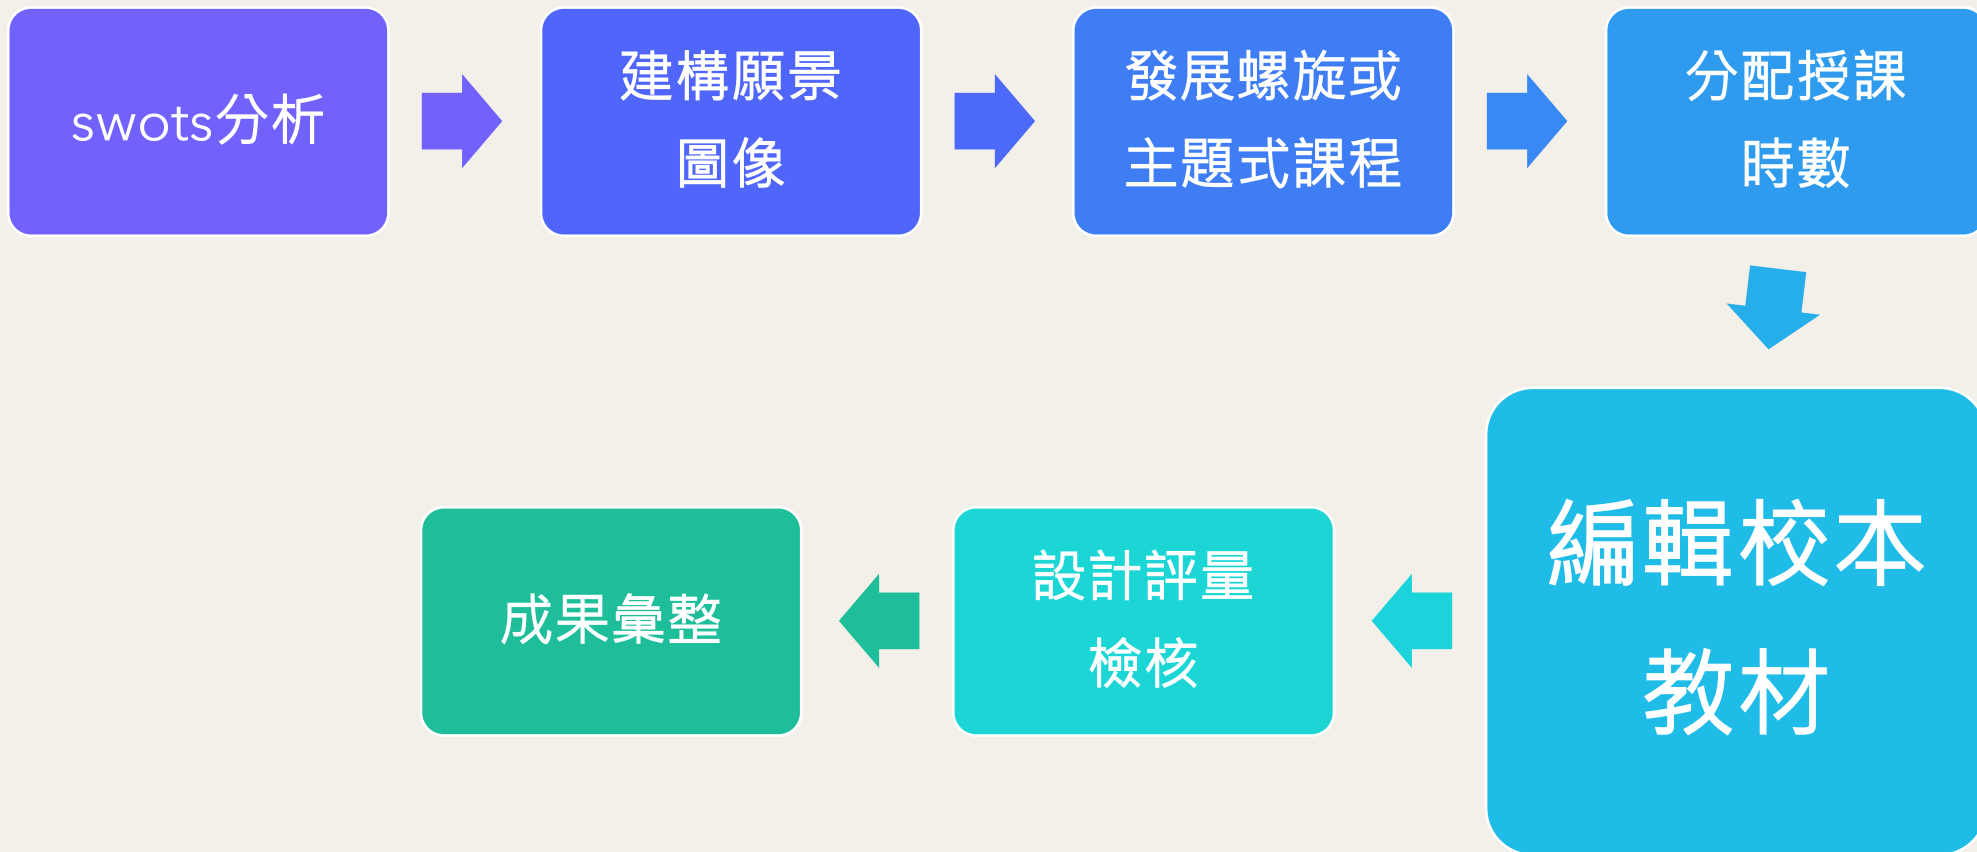 swots分析
建構願景
圖像
發展螺旋或
主題式課程
分配授課
時數
編輯校本
教材
設計評量
檢核
成果彙整